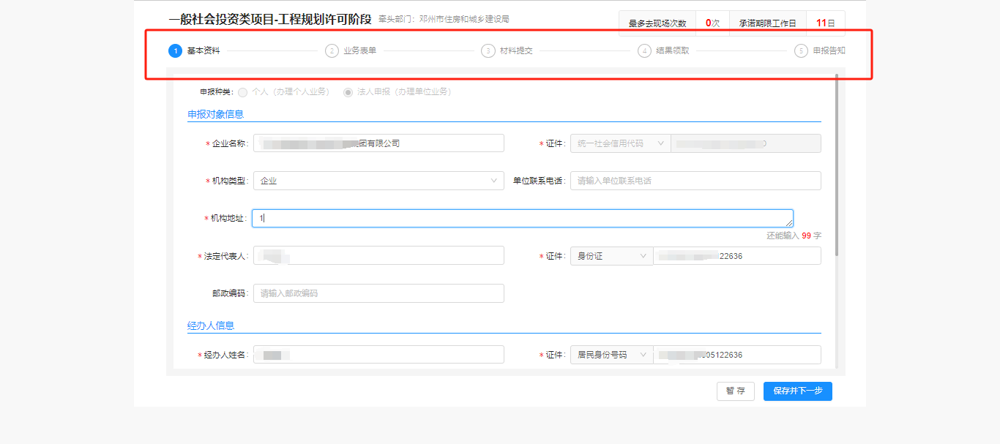 一般社会投资类项目-工程规划许可阶段 牵头部门：邓州市住房和城乡建设局 最多去现场次数 0次 承诺期限工作日 11日
1 基本资料 2 业务表单 3 材料提交 4 结果领取 5 申报告知
申报种类： 个人（办理个人业务） 法人申报（办理单位业务）
申报对象信息
* 企业名称： 团有限公司 * 证件： 统一社会信用代码
* 机构类型： 企业 单位联系电话： 请输入单位联系电话
* 机构地址： 1
还能输入 99 字
* 法定代表人： * 证件： 身份证 22636
邮政编码： 请输入邮政编码
经办人信息
* 经办人姓名： * 证件： 居民身份号码 05122636
暂 存 保存并下一步